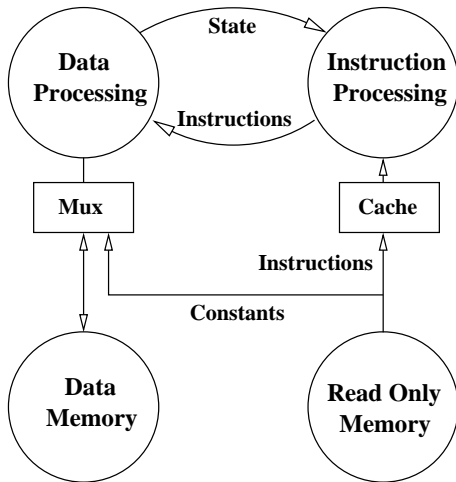 State
Data
Processing
Instruction
Processing
Instructions
Mux
Cache
Instructions
Constants
Data
Memory
Read Only
Memory